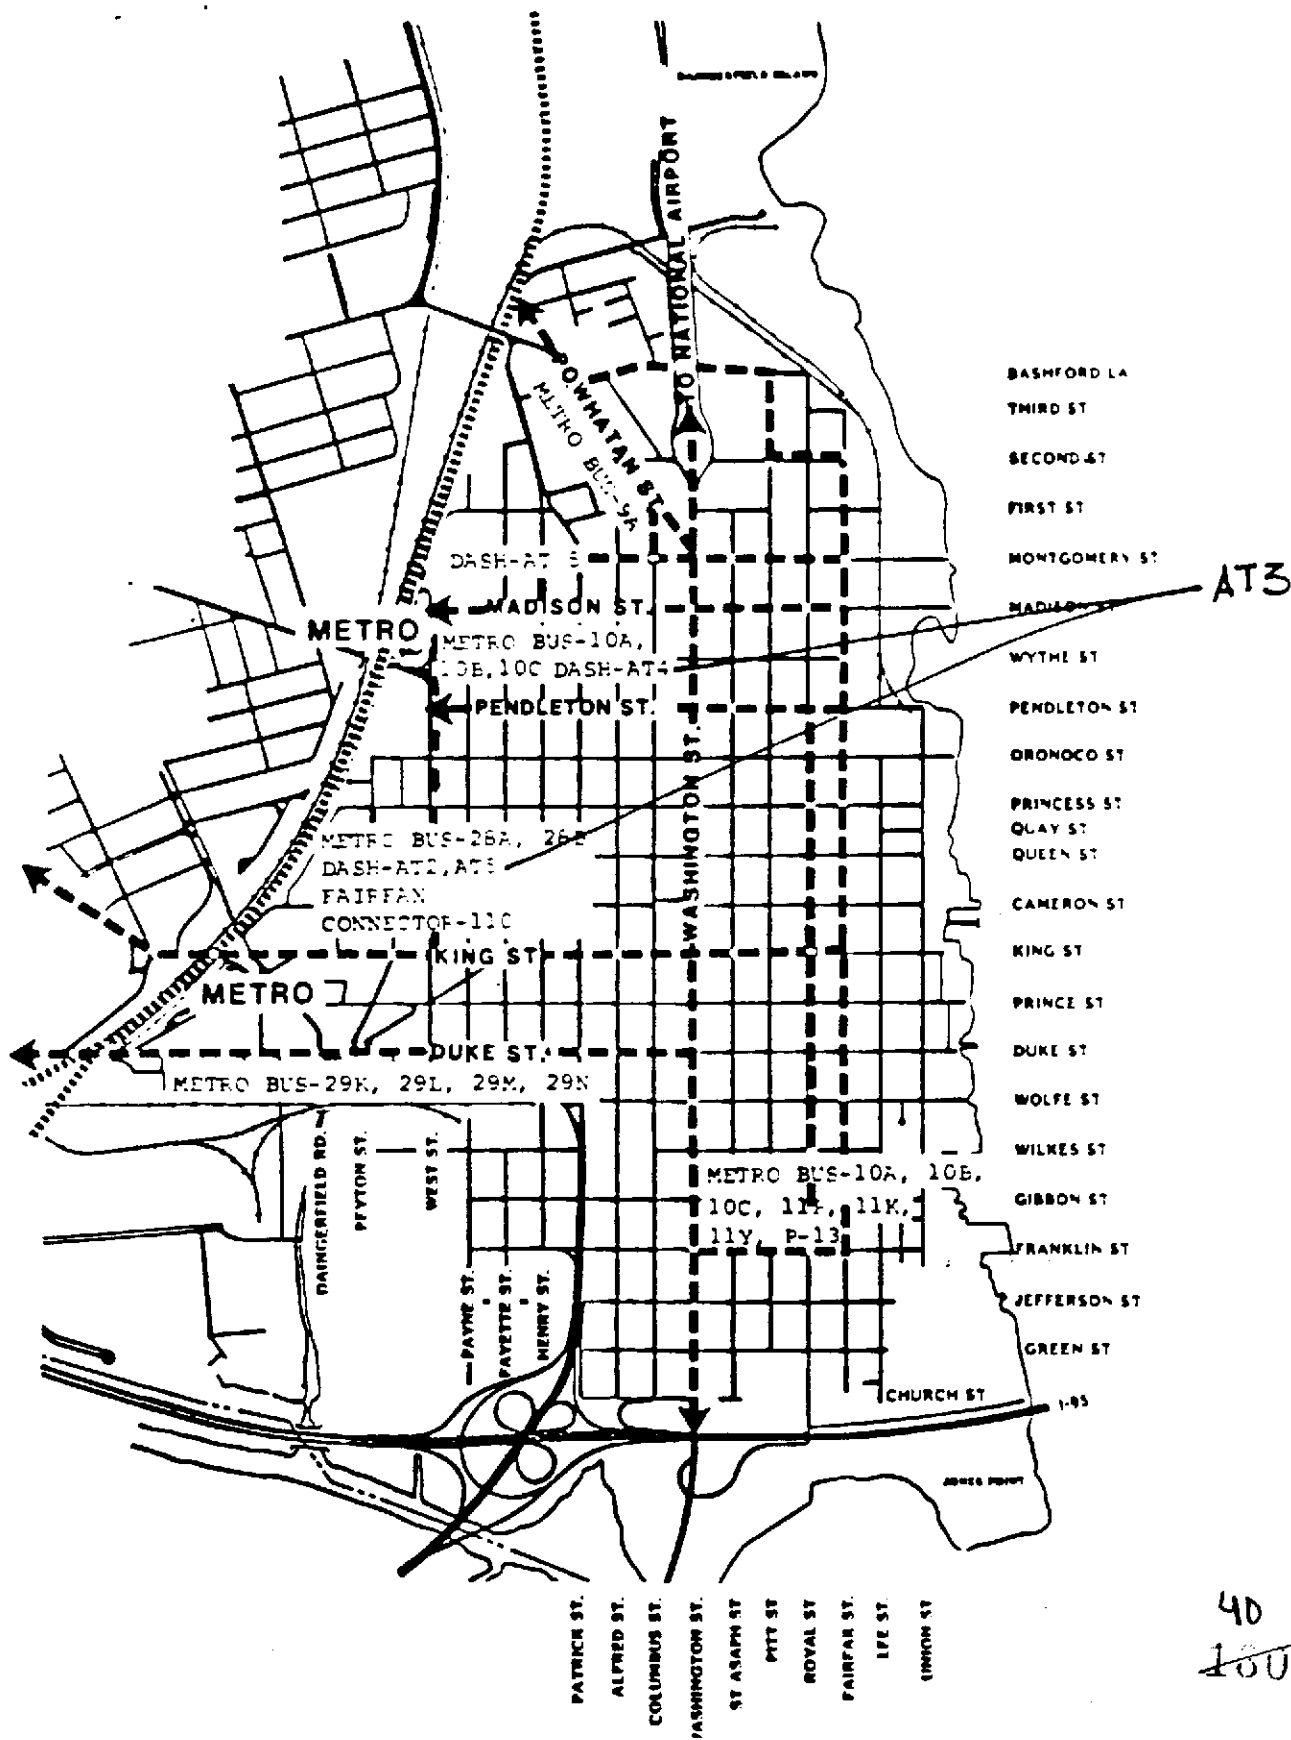 TO NATIONAL AIRPORT
BASHFORD LA
THIRD ST
SECOND ST
FIRST ST
MONTGOMERY ST
MADISON ST
WYTHE ST
PENDLETON ST
ORONOCO ST
PRINCESS ST
QUAY ST
QUEEN ST
CAMERON ST
KING ST
PRINCE ST
DUKE ST
WOLFE ST
WILKES ST
GIBBON ST
FRANKLIN ST
JEFFERSON ST
GREEN ST
CHURCH ST
I-95
JONES POINT
AT3
POWHATAN ST.
METRO BUS-9A
DASH-AT 5
MADISON ST.
METRO
METRO BUS-10A,
10B, 10C DASH-AT4
PENDLETON ST.
WASHINGTON ST.
METRO BUS-28A, 28B
DASH-AT2, AT5
FAIRFAX
CONNECTOR-110
KING ST
METRO
DUKE ST.
METRO BUS-29K, 29L, 29M, 29N
METRO BUS-10A, 10B,
10C, 11P, 11K,
11Y, P-13
DAINGERFIELD RD.
PEYTON ST.
WEST ST.
PAYNE ST.
FAYETTE ST.
HENRY ST.
PATRICK ST.
ALFRED ST.
COLUMBUS ST.
WASHINGTON ST.
ST ASAPH ST
PITT ST
ROYAL ST
FAIRFAX ST.
LEE ST.
UNION ST
40